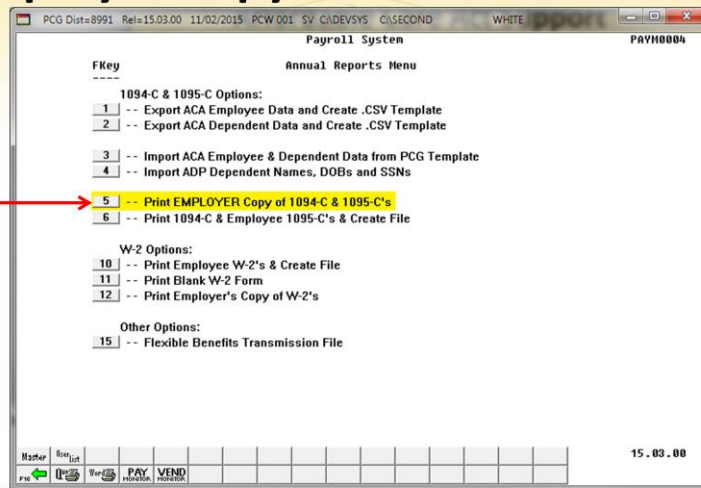 PCG Dist=8991 Rel=15.03.00 11/02/2015 PCW 001 SV C:\DEVSYS C:\SECOND WHITE
Payroll System PAYM0004
FKey Annual Reports Menu
----
1094-C & 1095-C Options:
1 -- Export ACA Employee Data and Create .CSV Template
2 -- Export ACA Dependent Data and Create .CSV Template
3 -- Import ACA Employee & Dependent Data from PCG Template
4 -- Import ADP Dependent Names, DOBs and SSNs
5 -- Print EMPLOYER Copy of 1094-C & 1095-C's
6 -- Print 1094-C & Employee 1095-C's & Create File
W-2 Options:
10 -- Print Employee W-2's & Create File
11 -- Print Blank W-2 Form
12 -- Print Employer's Copy of W-2's
Other Options:
15 -- Flexible Benefits Transmission File
Master User List 15.03.00
F16 Word PAY MONITOR VEND MONITOR